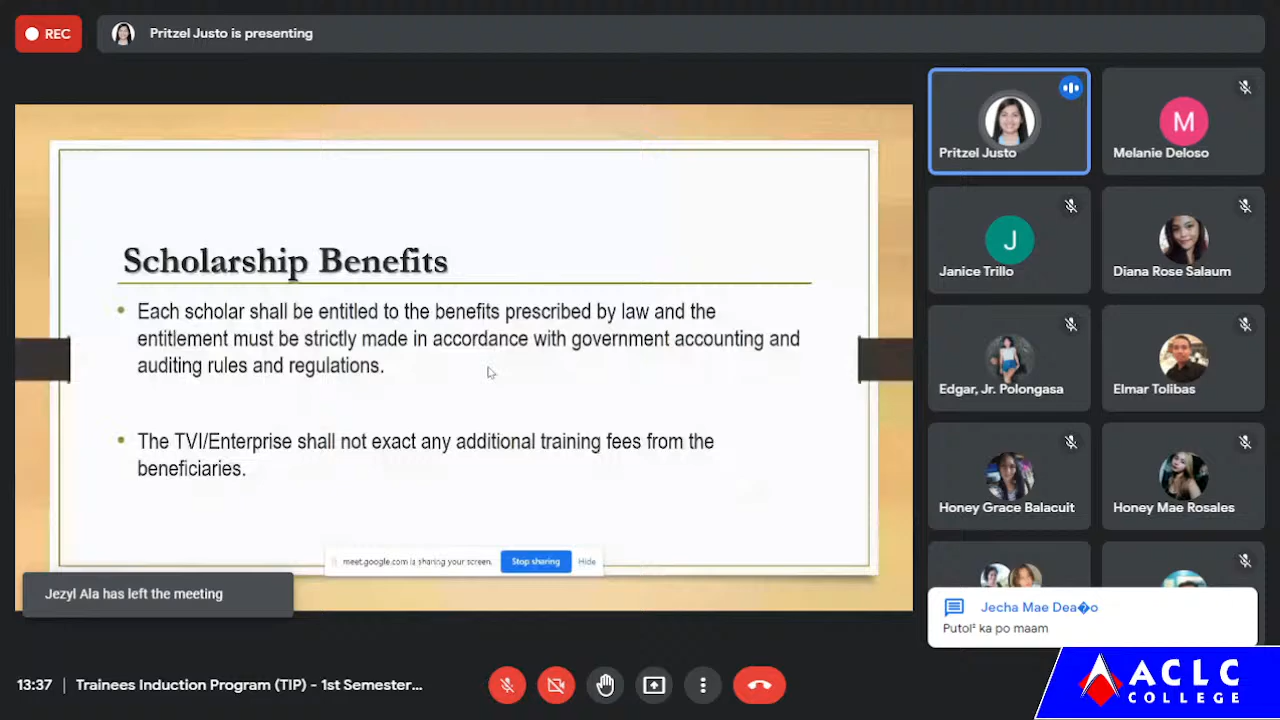 REC
Pritzel Justo is presenting
Pritzel Justo
Melanie Deloso
M
Janice Trillo
J
Diana Rose Salaum
Edgar, Jr. Polongasa
Elmar Tolibas
Honey Grace Balacuit
Honey Mae Rosales
Scholarship Benefits
• Each scholar shall be entitled to the benefits prescribed by law and the
entitlement must be strictly made in accordance with government accounting and
auditing rules and regulations.
• The TVI/Enterprise shall not exact any additional training fees from the
beneficiaries.
meet.google.com is sharing your screen.
Stop sharing
Hide
Jezyl Ala has left the meeting
Jecha Mae Dea�o
Putol² ka po maam
13:37 | Trainees Induction Program (TIP) - 1st Semester...
ACLC
COLLEGE